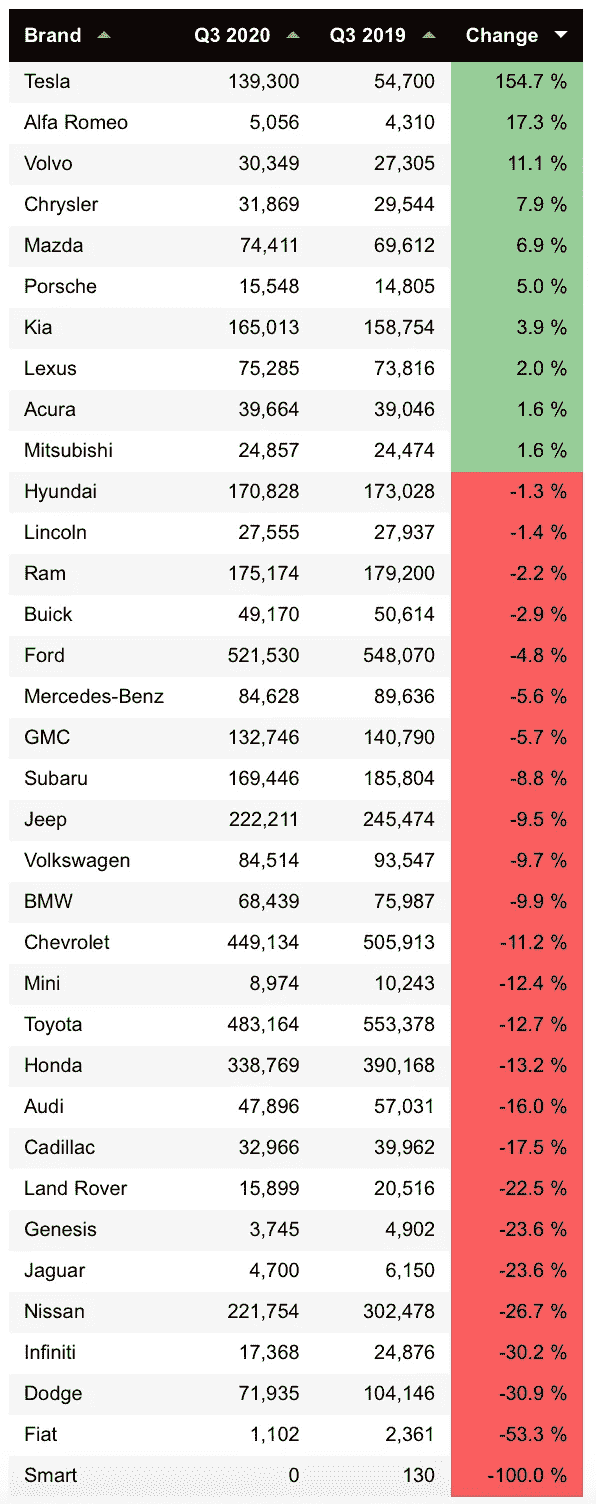 Brand Q3 2020 Q3 2019 Change
Tesla 139,300 54,700 154.7 %
Alfa Romeo 5,056 4,310 17.3 %
Volvo 30,349 27,305 11.1 %
Chrysler 31,869 29,544 7.9 %
Mazda 74,411 69,612 6.9 %
Porsche 15,548 14,805 5.0 %
Kia 165,013 158,754 3.9 %
Lexus 75,285 73,816 2.0 %
Acura 39,664 39,046 1.6 %
Mitsubishi 24,857 24,474 1.6 %
Hyundai 170,828 173,028 -1.3 %
Lincoln 27,555 27,937 -1.4 %
Ram 175,174 179,200 -2.2 %
Buick 49,170 50,614 -2.9 %
Ford 521,530 548,070 -4.8 %
Mercedes-Benz 84,628 89,636 -5.6 %
GMC 132,746 140,790 -5.7 %
Subaru 169,446 185,804 -8.8 %
Jeep 222,211 245,474 -9.5 %
Volkswagen 84,514 93,547 -9.7 %
BMW 68,439 75,987 -9.9 %
Chevrolet 449,134 505,913 -11.2 %
Mini 8,974 10,243 -12.4 %
Toyota 483,164 553,378 -12.7 %
Honda 338,769 390,168 -13.2 %
Audi 47,896 57,031 -16.0 %
Cadillac 32,966 39,962 -17.5 %
Land Rover 15,899 20,516 -22.5 %
Genesis 3,745 4,902 -23.6 %
Jaguar 4,700 6,150 -23.6 %
Nissan 221,754 302,478 -26.7 %
Infiniti 17,368 24,876 -30.2 %
Dodge 71,935 104,146 -30.9 %
Fiat 1,102 2,361 -53.3 %
Smart 0 130 -100.0 %